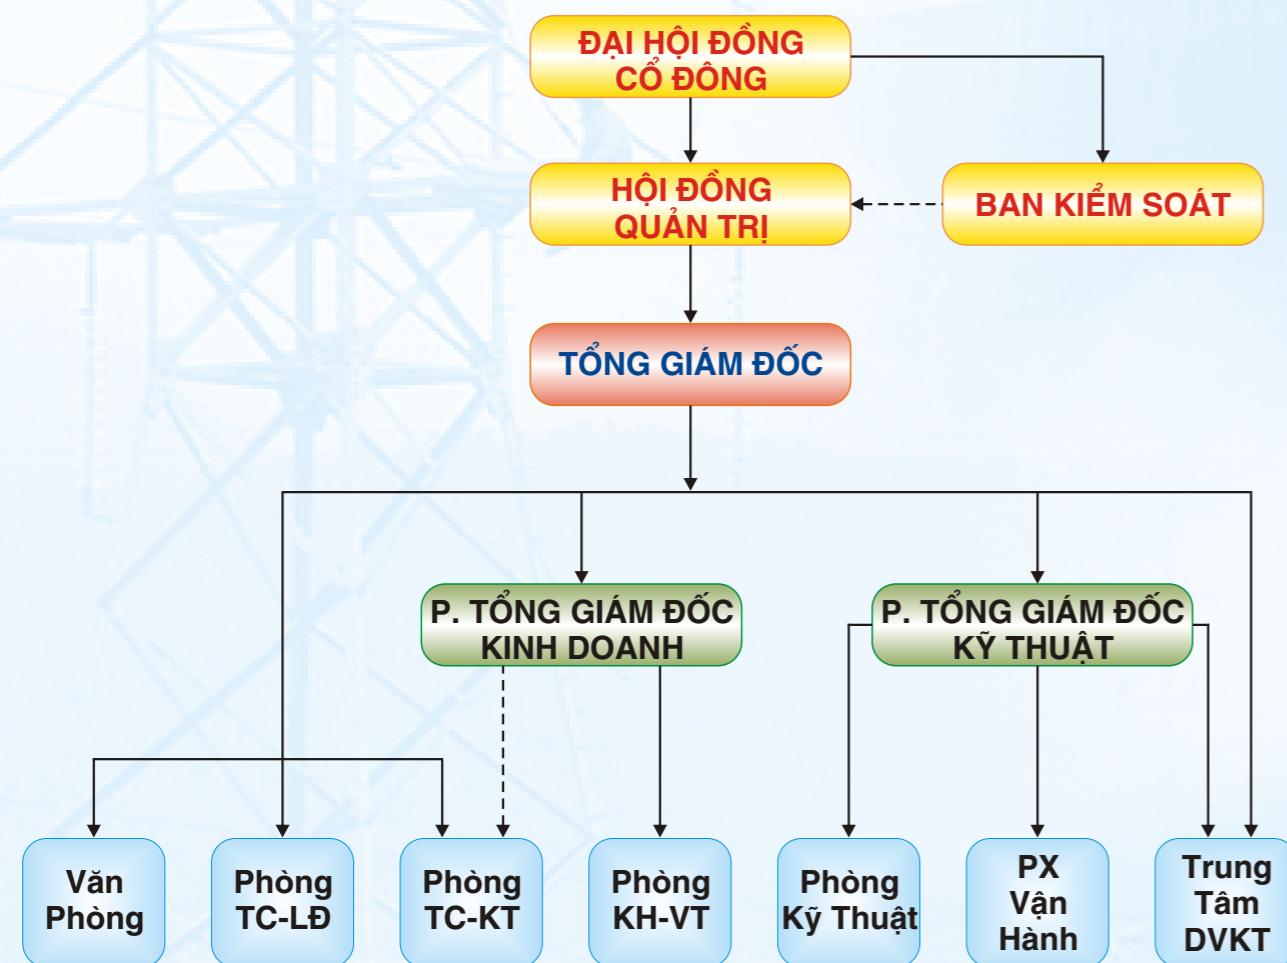 ĐẠI HỘI ĐỒNG
CỔ ĐÔNG
HỘI ĐỒNG
QUẢN TRỊ
BAN KIỂM SOÁT
TỔNG GIÁM ĐỐC
P. TỔNG GIÁM ĐỐC
KINH DOANH
P. TỔNG GIÁM ĐỐC
KỸ THUẬT
Văn
Phòng
Phòng
TC-LĐ
Phòng
TC-KT
Phòng
KH-VT
Phòng
Kỹ Thuật
PX
Vận
Hành
Trung
Tâm
DVKT